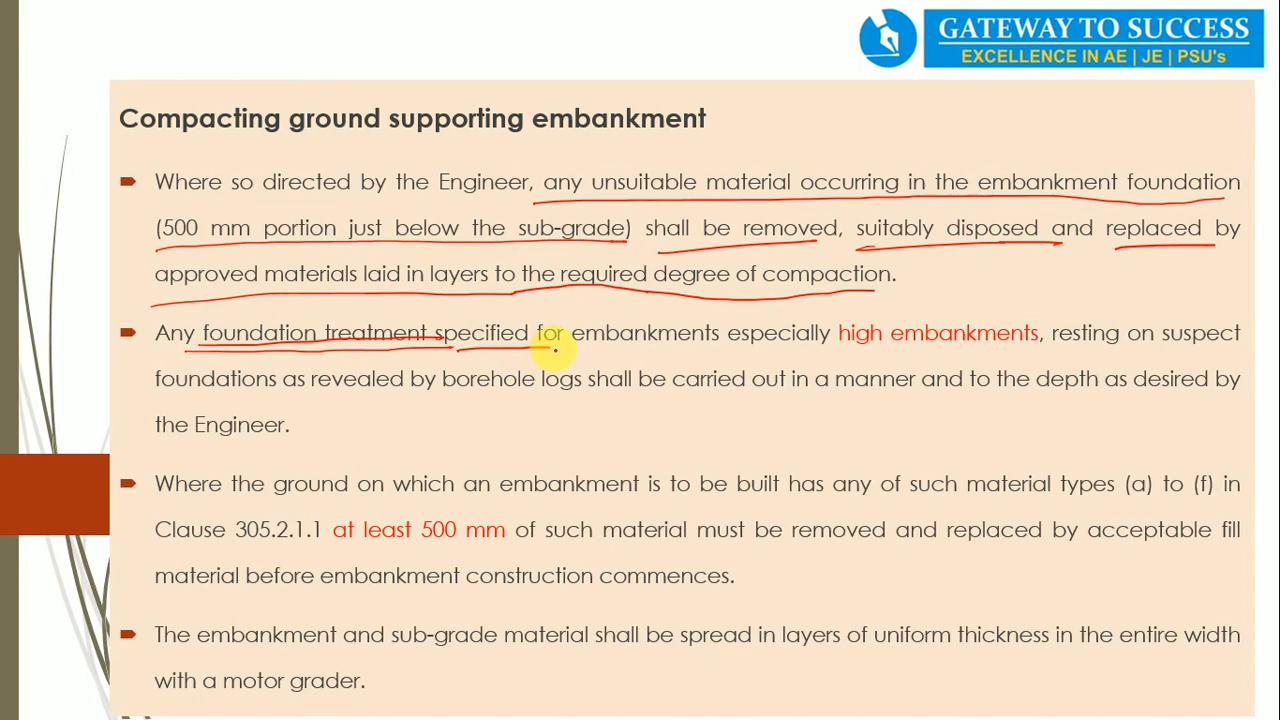 GATEWAY TO SUCCESS
EXCELLENCE IN AE | JE | PSU's
Compacting ground supporting embankment
Where so directed by the Engineer, any unsuitable material occurring in the embankment foundation
(500 mm portion just below the sub-grade) shall be removed, suitably disposed and replaced by
approved materials laid in layers to the required degree of compaction.
Any foundation treatment specified for embankments especially high embankments, resting on suspect
foundations as revealed by borehole logs shall be carried out in a manner and to the depth as desired by
the Engineer.
Where the ground on which an embankment is to be built has any of such material types (a) to (f) in
Clause 305.2.1.1 at least 500 mm of such material must be removed and replaced by acceptable fill
material before embankment construction commences.
The embankment and sub-grade material shall be spread in layers of uniform thickness in the entire width
with a motor grader.